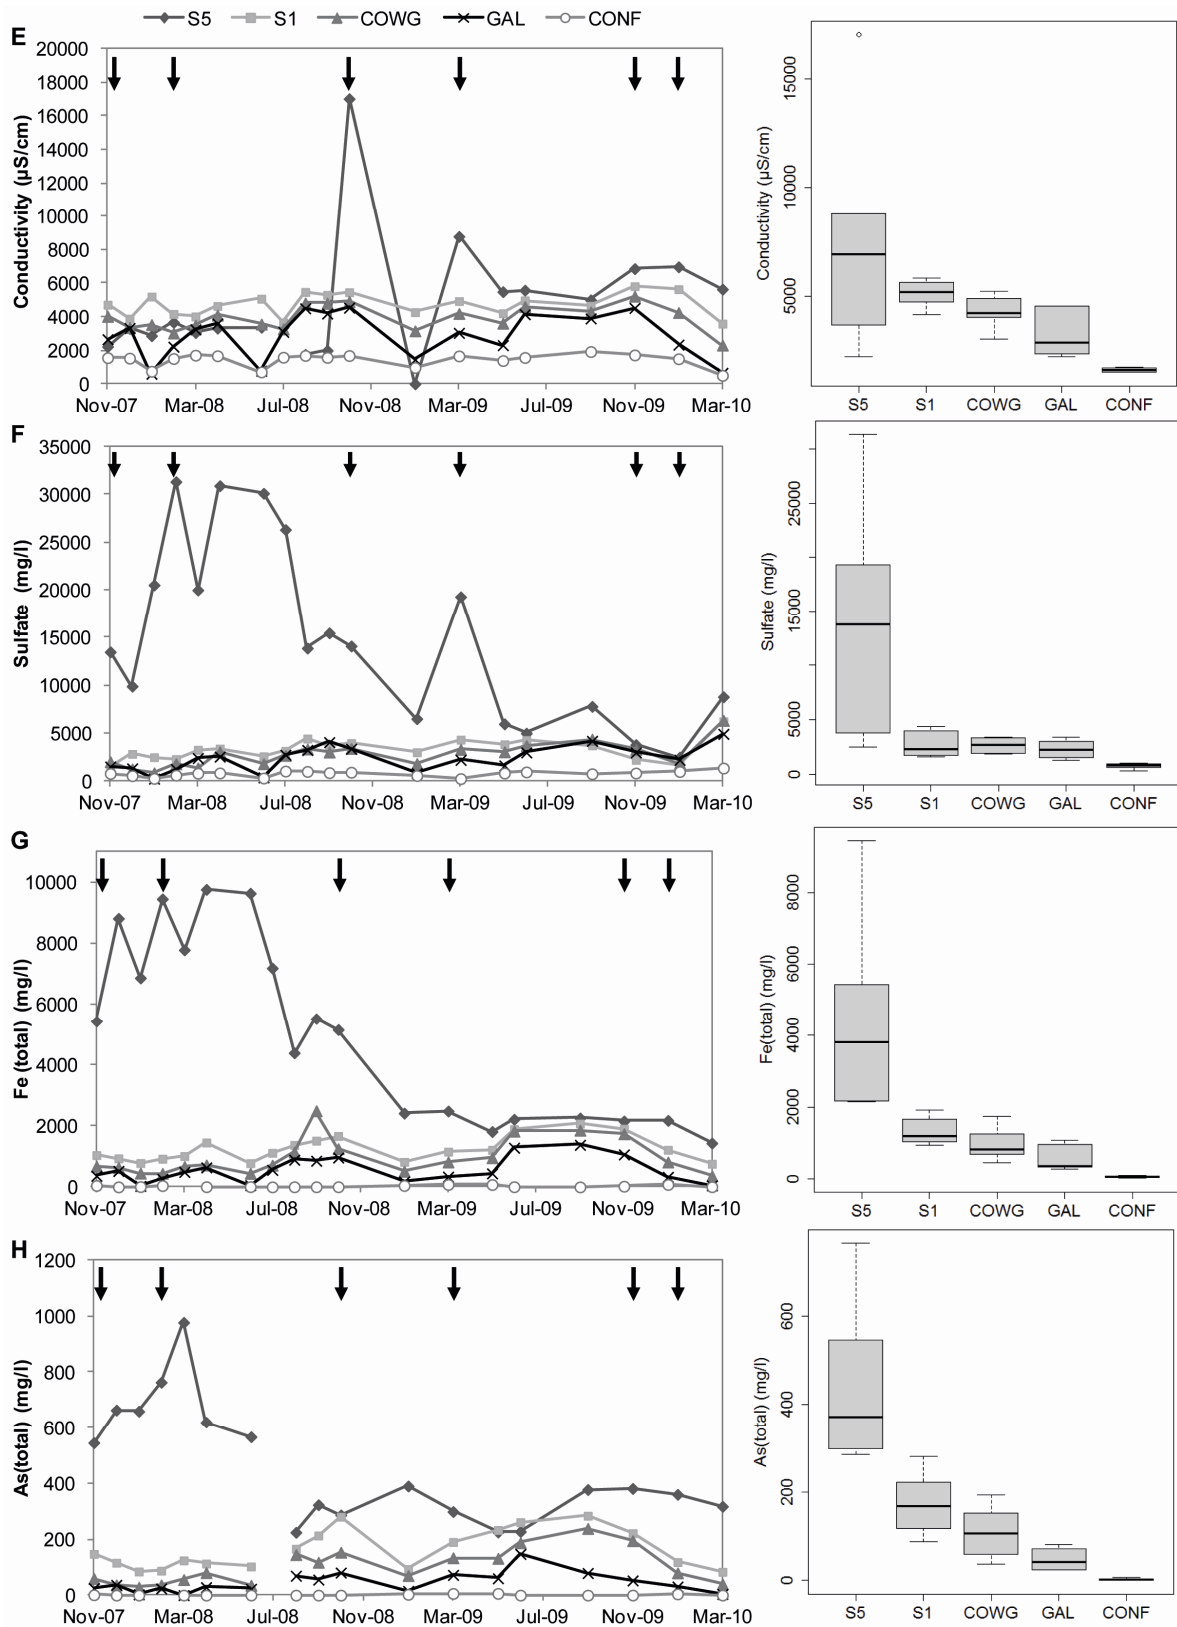 S5 S1 COWG GAL CONF
E
Conductivity (µS/cm)
20000
18000
16000
14000
12000
10000
8000
6000
4000
2000
0
Nov-07 Mar-08 Jul-08 Nov-08 Mar-09 Jul-09 Nov-09 Mar-10
Conductivity (µS/cm)
15000
10000
5000
S5 S1 COWG GAL CONF
F
Sulfate (mg/l)
35000
30000
25000
20000
15000
10000
5000
0
Nov-07 Mar-08 Jul-08 Nov-08 Mar-09 Jul-09 Nov-09 Mar-10
Sulfate (mg/l)
25000
15000
5000
0
S5 S1 COWG GAL CONF
G
Fe (total) (mg/l)
10000
8000
6000
4000
2000
0
Nov-07 Mar-08 Jul-08 Nov-08 Mar-09 Jul-09 Nov-09 Mar-10
Fe(total) (mg/l)
8000
6000
4000
2000
0
S5 S1 COWG GAL CONF
H
As(total) (mg/l)
1200
1000
800
600
400
200
0
Nov-07 Mar-08 Jul-08 Nov-08 Mar-09 Jul-09 Nov-09 Mar-10
As(total) (mg/l)
600
400
200
0
S5 S1 COWG GAL CONF